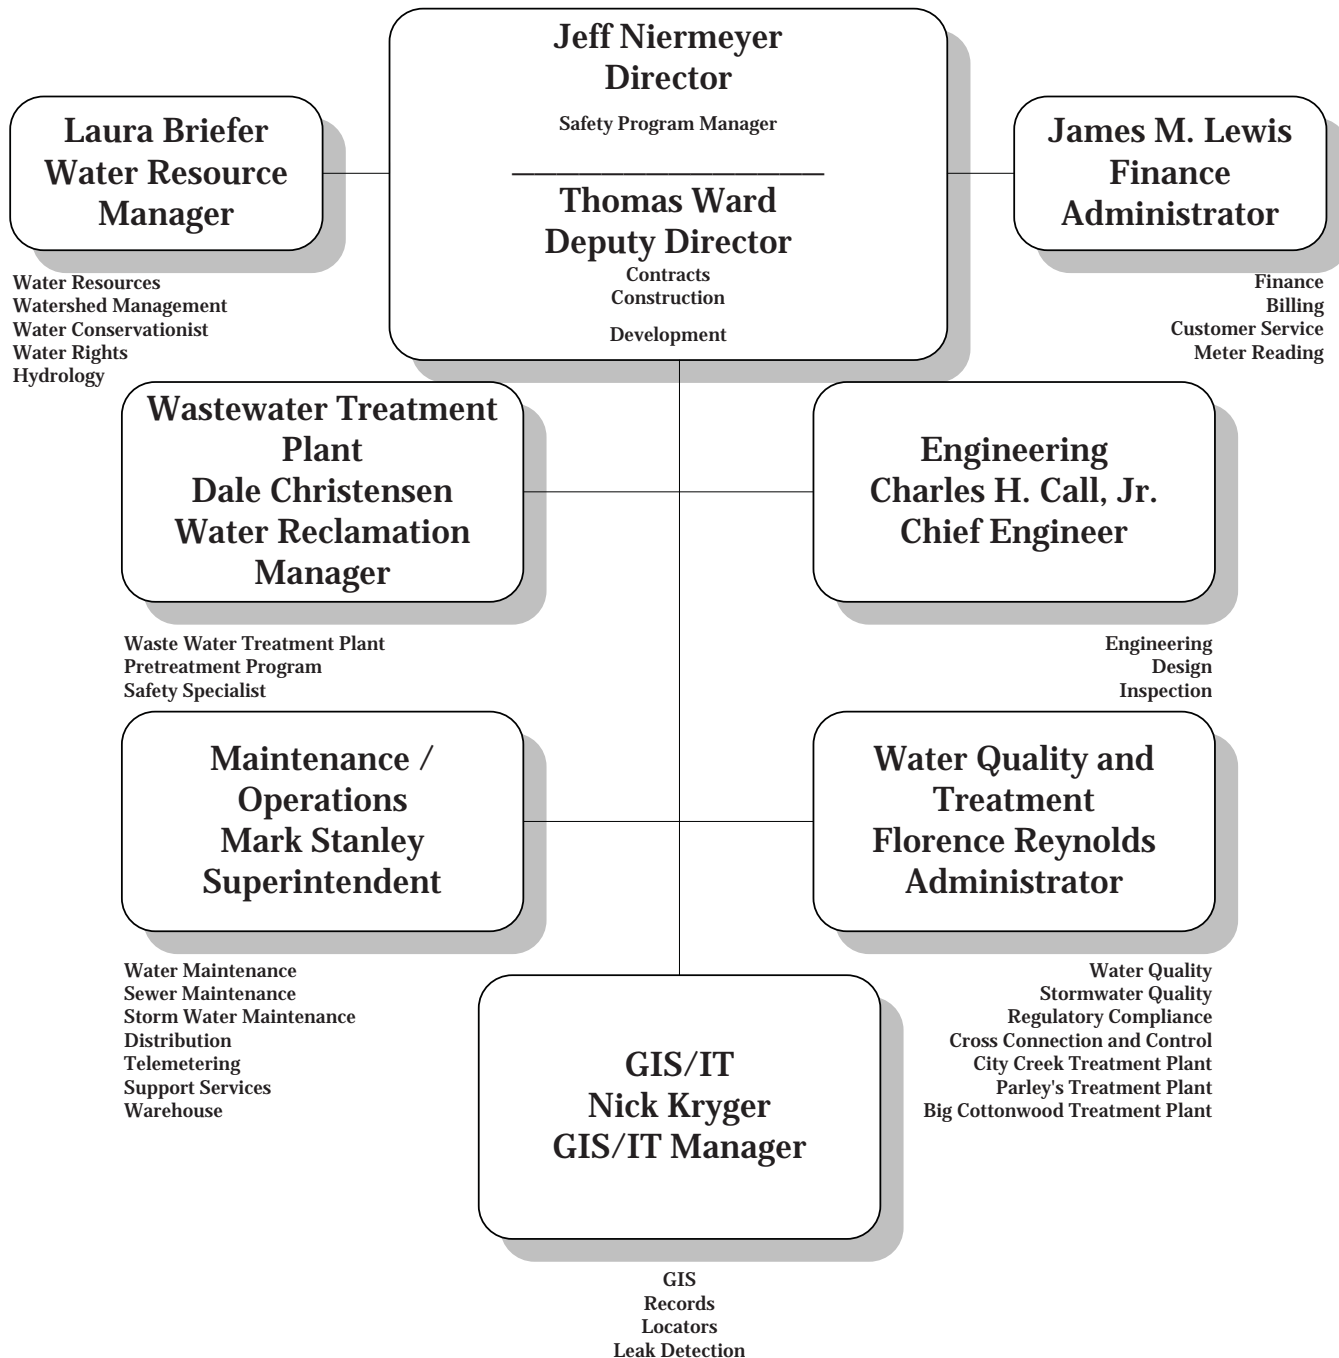 Jeff Niermeyer
Director
Safety Program Manager
Thomas Ward
Deputy Director
Contracts
Construction
Development
Laura Briefer
Water Resource
Manager
Water Resources
Watershed Management
Water Conservationist
Water Rights
Hydrology
James M. Lewis
Finance
Administrator
Finance
Billing
Customer Service
Meter Reading
Wastewater Treatment
Plant
Dale Christensen
Water Reclamation
Manager
Waste Water Treatment Plant
Pretreatment Program
Safety Specialist
Engineering
Charles H. Call, Jr.
Chief Engineer
Engineering
Design
Inspection
Maintenance /
Operations
Mark Stanley
Superintendent
Water Maintenance
Sewer Maintenance
Storm Water Maintenance
Distribution
Telemetering
Support Services
Warehouse
Water Quality and
Treatment
Florence Reynolds
Administrator
Water Quality
Stormwater Quality
Regulatory Compliance
Cross Connection and Control
City Creek Treatment Plant
Parley's Treatment Plant
Big Cottonwood Treatment Plant
GIS/IT
Nick Kryger
GIS/IT Manager
GIS
Records
Locators
Leak Detection